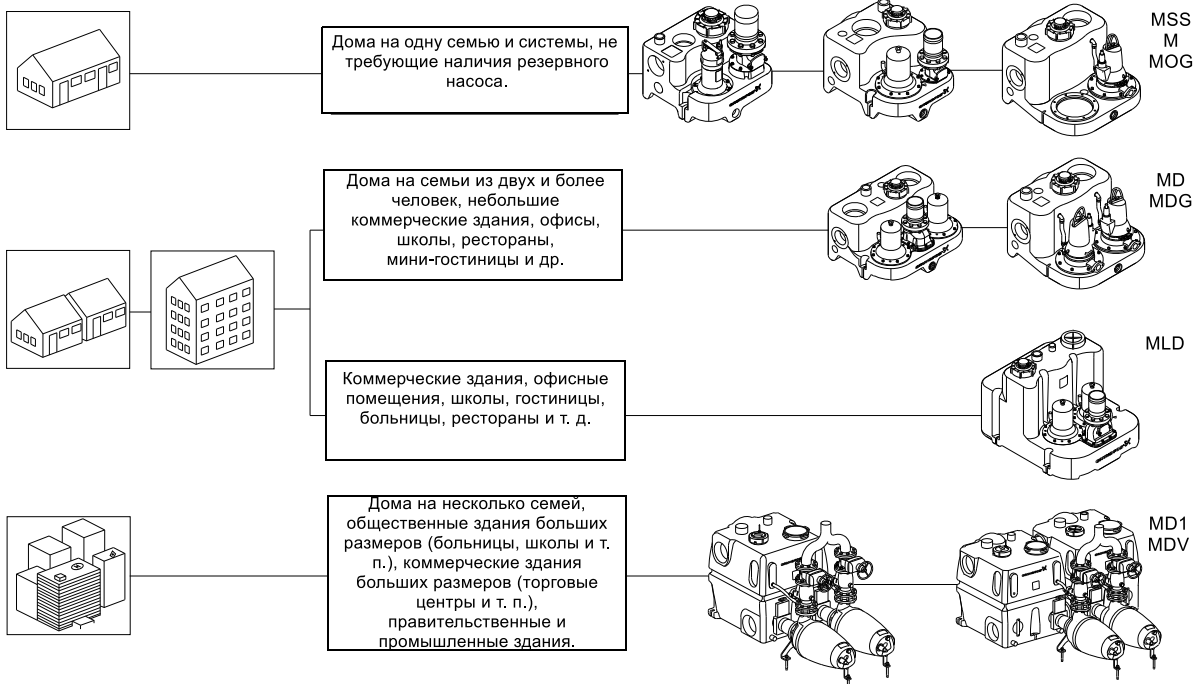 Дома на одну семью и системы, не
требующие наличия резервного
насоса.
MSS
M
MOG
Дома на семьи из двух и более
человек, небольшие
коммерческие здания, офисы,
школы, рестораны,
мини-гостиницы и др.
MD
MDG
Коммерческие здания, офисные
помещения, школы, гостиницы,
больницы, рестораны и т. д.
MLD
Дома на несколько семей,
общественные здания больших
размеров (больницы, школы и т.
п.), коммерческие здания
больших размеров (торговые
центры и т. п.),
правительственные и
промышленные здания.
MD1
MDV